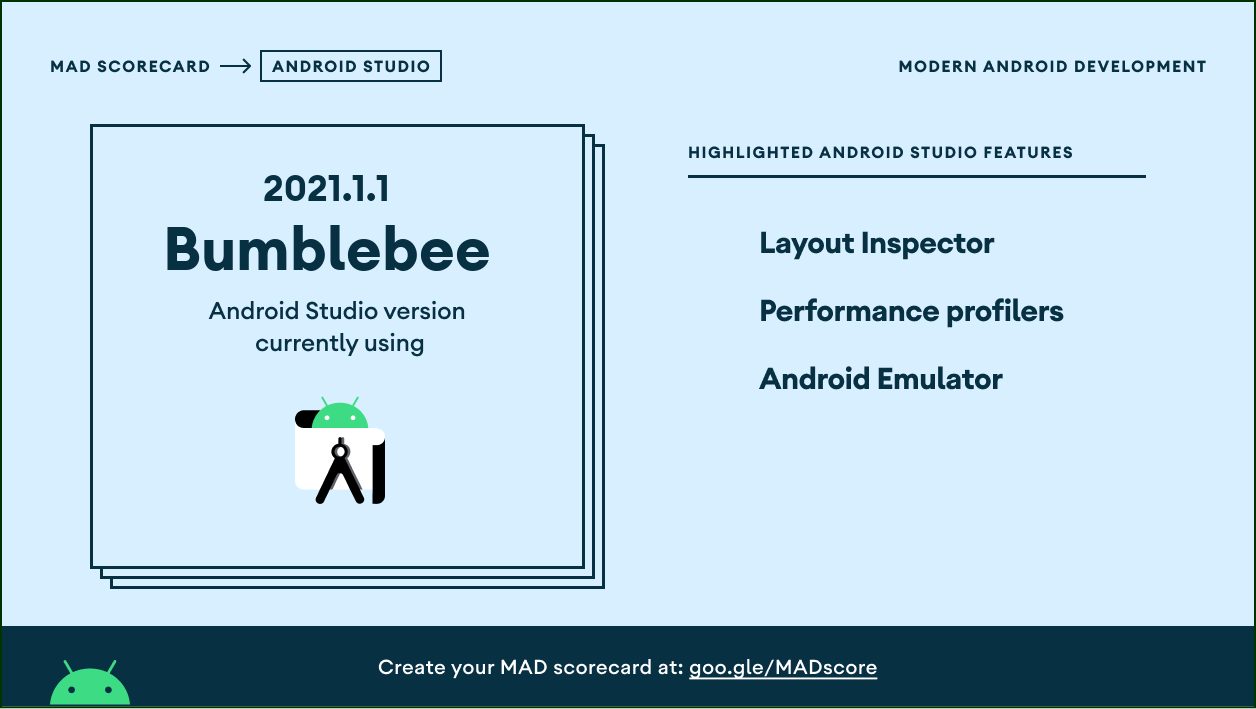 MAD SCORECARD → ANDROID STUDIO
MODERN ANDROID DEVELOPMENT
2021.1.1
Bumblebee
Android Studio version
currently using
HIGHLIGHTED ANDROID STUDIO FEATURES
Layout Inspector
Performance profilers
Android Emulator
Create your MAD scorecard at: goo.gle/MADscore